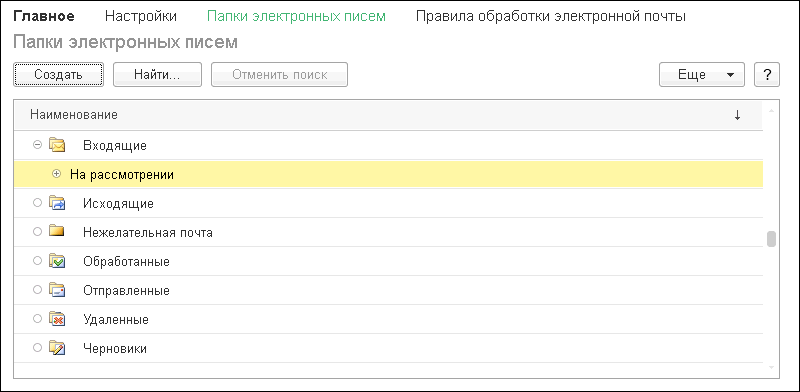 Главное Настройки Папки электронных писем Правила обработки электронной почты
Папки электронных писем
Создать Найти... Отменить поиск Еще ?
Наименование
Входящие
На рассмотрении
Исходящие
Нежелательная почта
Обработанные
Отправленные
Удаленные
Черновики